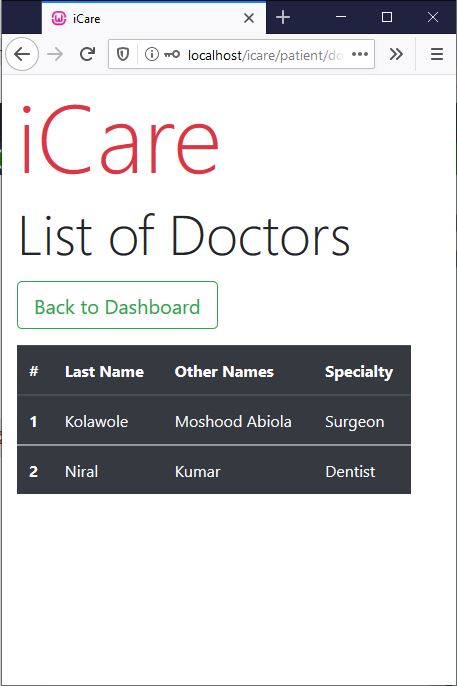 iCare
localhost/icare/patient/do
iCare
List of Doctors
Back to Dashboard
# Last Name Other Names Specialty
1 Kolawole Moshood Abiola Surgeon
2 Niral Kumar Dentist